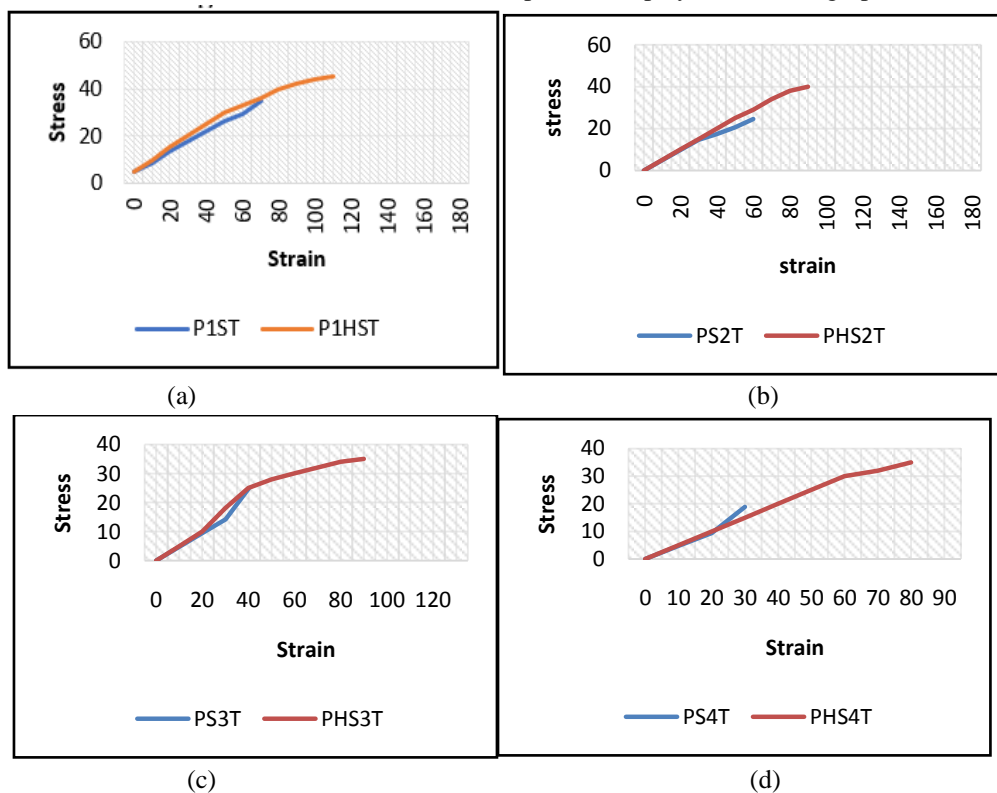 60
40
20
0
Stress
0 20 40 60 80 100 120 140 160 180
Strain
P1ST P1HST
(a)
60
40
20
0
stress
0 20 40 60 80 100 120 140 160 180
strain
PS2T PHS2T
(b)
40
30
20
10
0
Stress
0 20 40 60 80 100 120
Strain
PS3T PHS3T
(c)
40
30
20
10
0
Stress
0 10 20 30 40 50 60 70 80 90
Strain
PS4T PHS4T
(d)